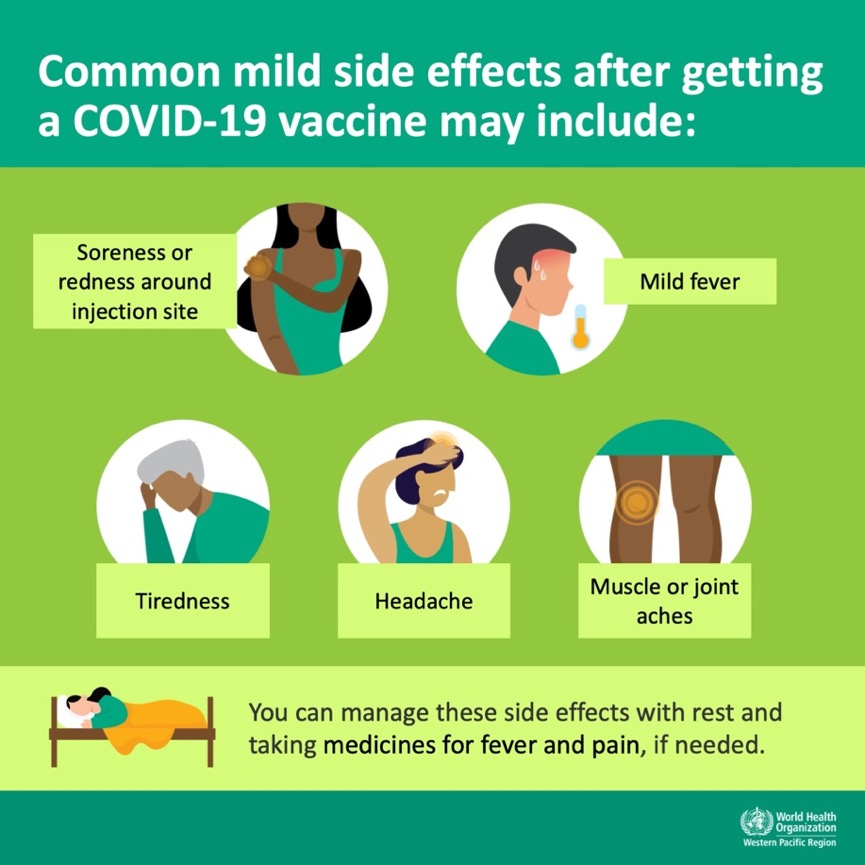 Common mild side effects after getting
a COVID-19 vaccine may include:
Soreness or
redness around
injection site
Mild fever
Tiredness
Headache
Muscle or joint
aches
You can manage these side effects with rest and
taking medicines for fever and pain, if needed.
World Health
Organization
Western Pacific Region